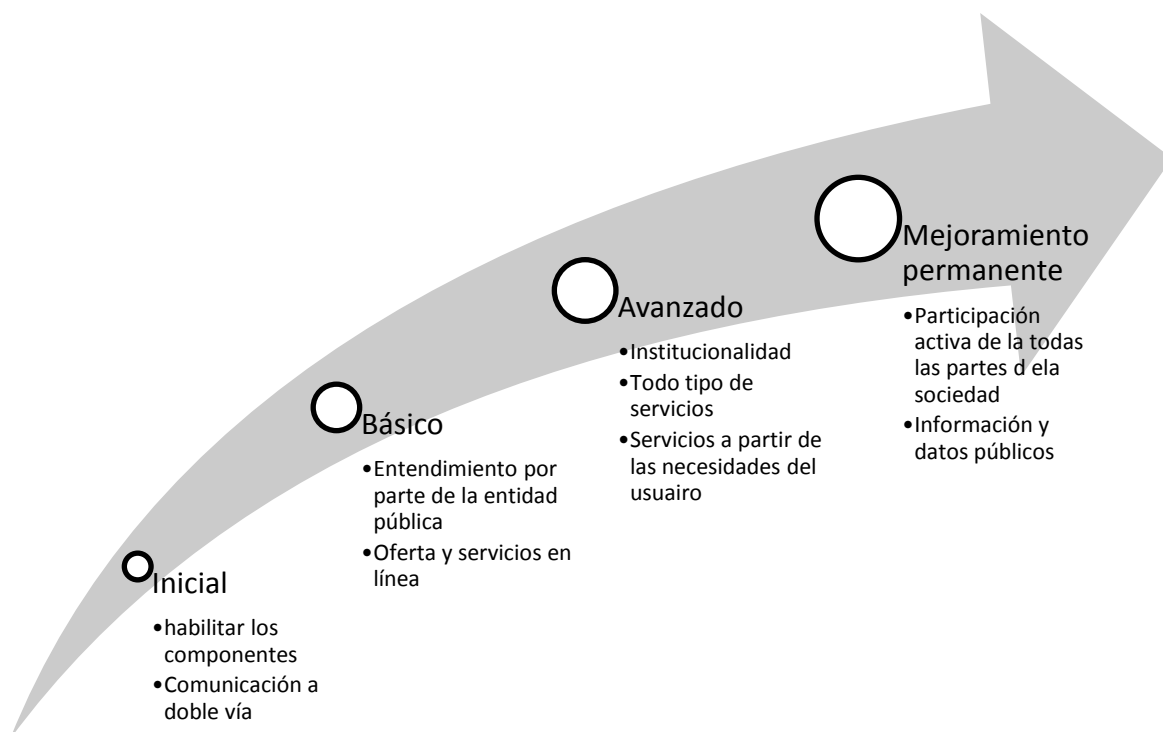 Inicial
•habilitar los
componentes
•Comunicación a
doble vía
Básico
•Entendimiento por
parte de la entidad
pública
•Oferta y servicios en
línea
Avanzado
•Institucionalidad
•Todo tipo de
servicios
•Servicios a partir de
las necesidades del
usuairo
Mejoramiento
permanente
•Participación
activa de la todas
las partes d ela
sociedad
•Información y
datos públicos